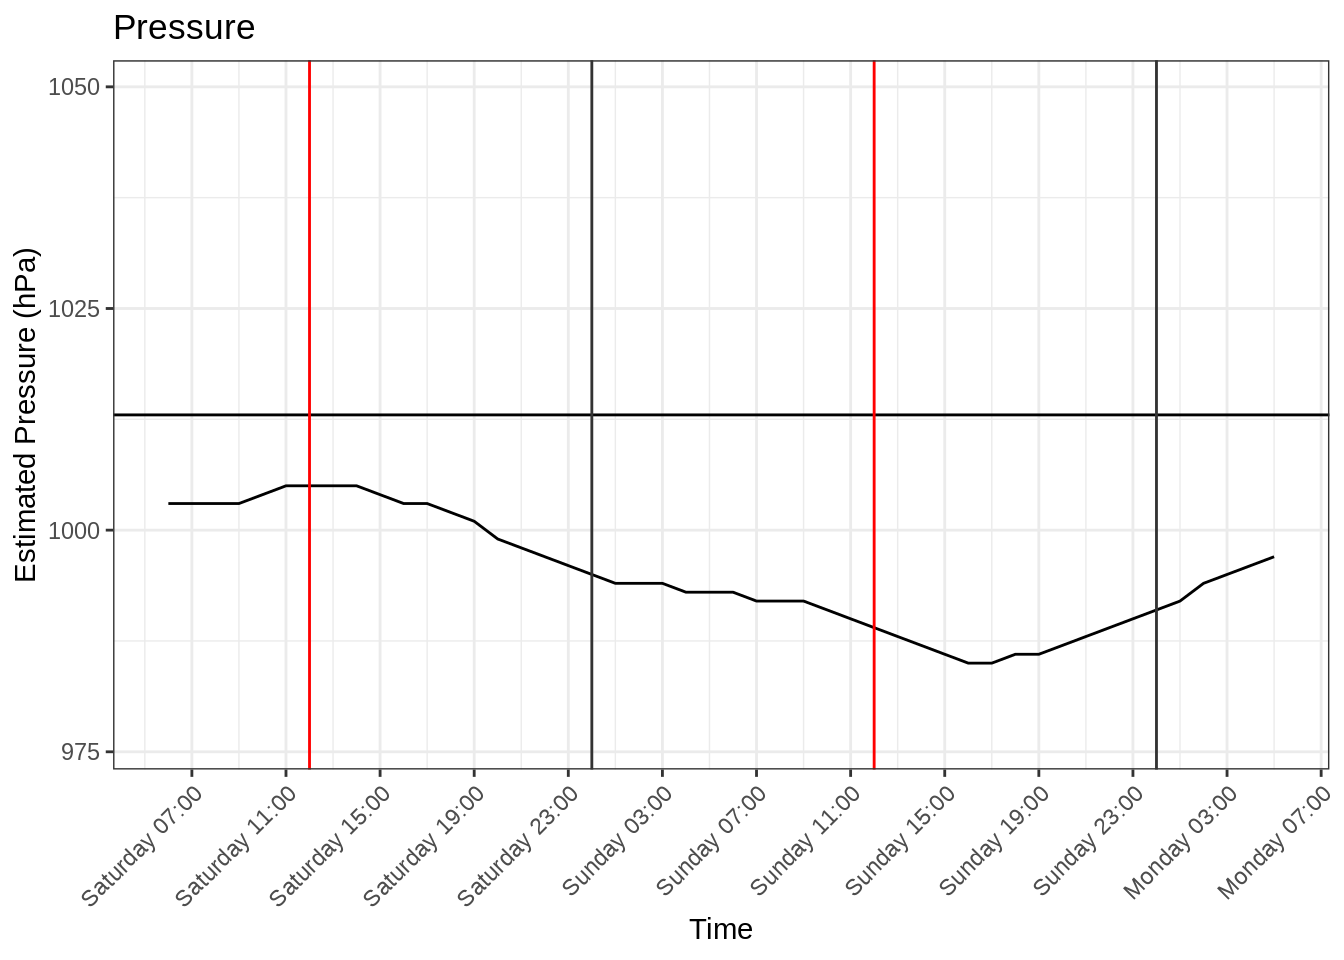 Pressure
Estimated Pressure (hPa)
1050
1025
1000
975
Saturday 07:00
Saturday 11:00
Saturday 15:00
Saturday 19:00
Saturday 23:00
Sunday 03:00
Sunday 07:00
Sunday 11:00
Sunday 15:00
Sunday 19:00
Sunday 23:00
Monday 03:00
Monday 07:00
Time